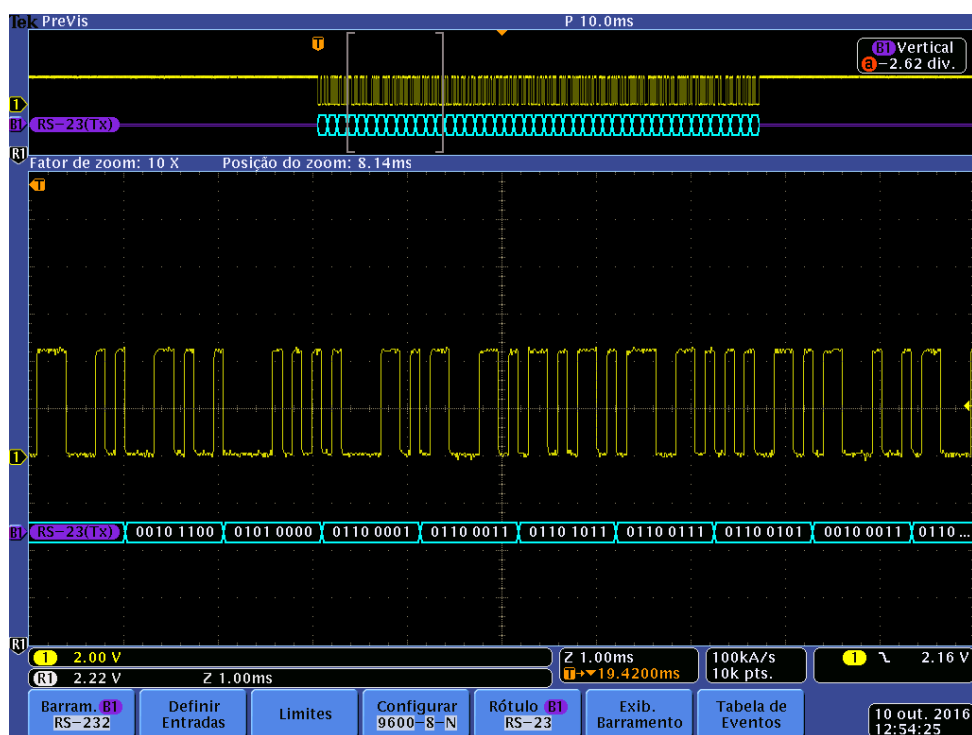 Tek PreVis P 10.0ms
T
B1 Vertical
a -2.62 div.
1
B1 RS-23(Tx)
R1
Fator de zoom: 10 X Posição do zoom: 8.14ms
T
1
B1 RS-23(Tx) 0010 1100 0101 0000 0110 0001 0110 0011 0110 1011 0110 0111 0110 0101 0010 0011 0110 ...
R1
1 2.00 V Z 1.00ms 100kA/s 1 2.16 V
R1 2.22 V Z 1.00ms T→▼19.4200ms 10k pts.
Barram. B1 Definir Limites Configurar Rótulo B1 Exib. Tabela de
RS-232 Entradas 9600-8-N RS-23 Barramento Eventos
10 out. 2016
12:54:25